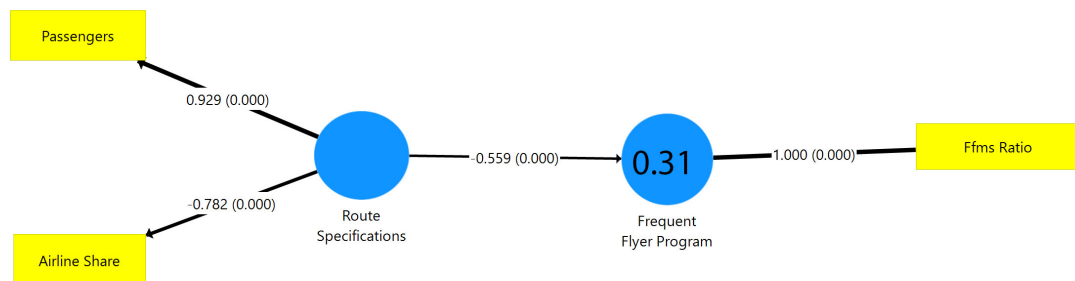 Passengers
0.929 (0.000)
-0.559 (0.000)
0.31
1.000 (0.000)
Ffms Ratio
-0.782 (0.000)
Route
Specifications
Frequent
Flyer Program
Airline Share